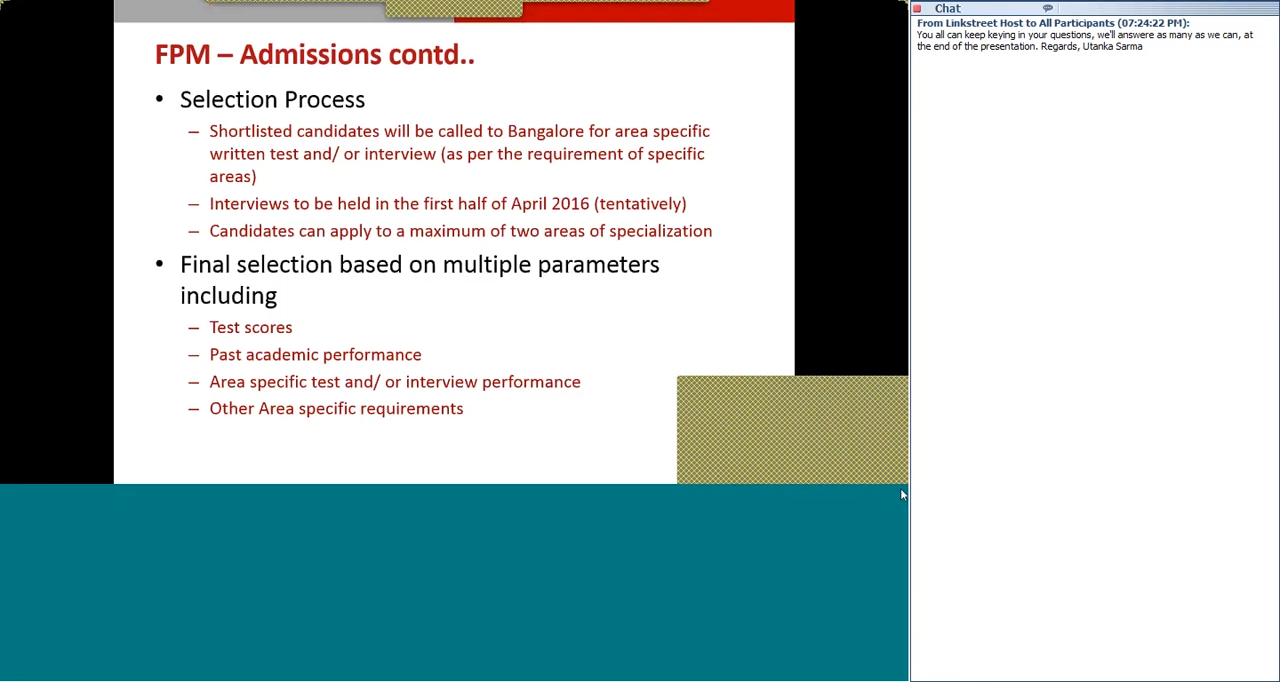 FPM – Admissions contd..
• Selection Process
– Shortlisted candidates will be called to Bangalore for area specific
written test and/ or interview (as per the requirement of specific
areas)
– Interviews to be held in the first half of April 2016 (tentatively)
– Candidates can apply to a maximum of two areas of specialization
• Final selection based on multiple parameters
including
– Test scores
– Past academic performance
– Area specific test and/ or interview performance
– Other Area specific requirements
Chat
From Linkstreet Host to All Participants (07:24:22 PM):
You all can keep keying in your questions, we'll answere as many as we can, at
the end of the presentation. Regards, Utanka Sarma